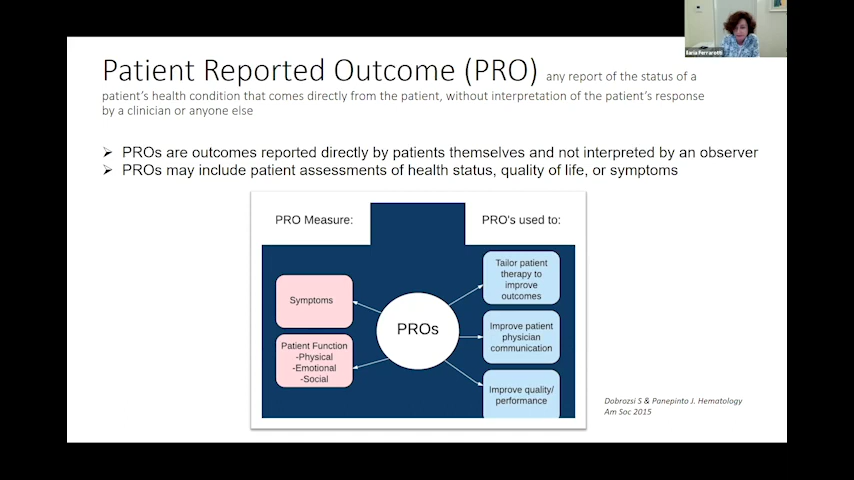 Ilaria Ferrarotti
Patient Reported Outcome (PRO) any report of the status of a
patient's health condition that comes directly from the patient, without interpretation of the patient's response
by a clinician or anyone else
➢ PROs are outcomes reported directly by patients themselves and not interpreted by an observer
➢ PROs may include patient assessments of health status, quality of life, or symptoms
PRO Measure:
PRO's used to:
Symptoms
Patient Function
-Physical
-Emotional
-Social
PROs
Tailor patient
therapy to
improve
outcomes
Improve patient
physician
communication
Improve quality/
performance
Dobrozsi S & Panepinto J. Hematology
Am Soc 2015